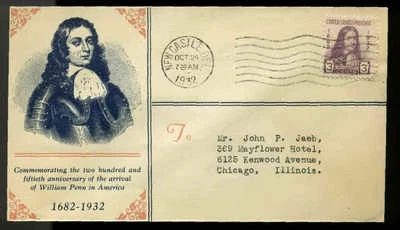 NEW CASTLE, DEL.
OCT 24
7:30 AM
1932
3
To
Mr. John P. Jaeb,
369 Mayflower Hotel,
6125 Kenwood Avenue,
Chicago, Illinois.
Commemorating the two hundred and
fiftieth anniversary of the arrival
of William Penn in America
1682-1932